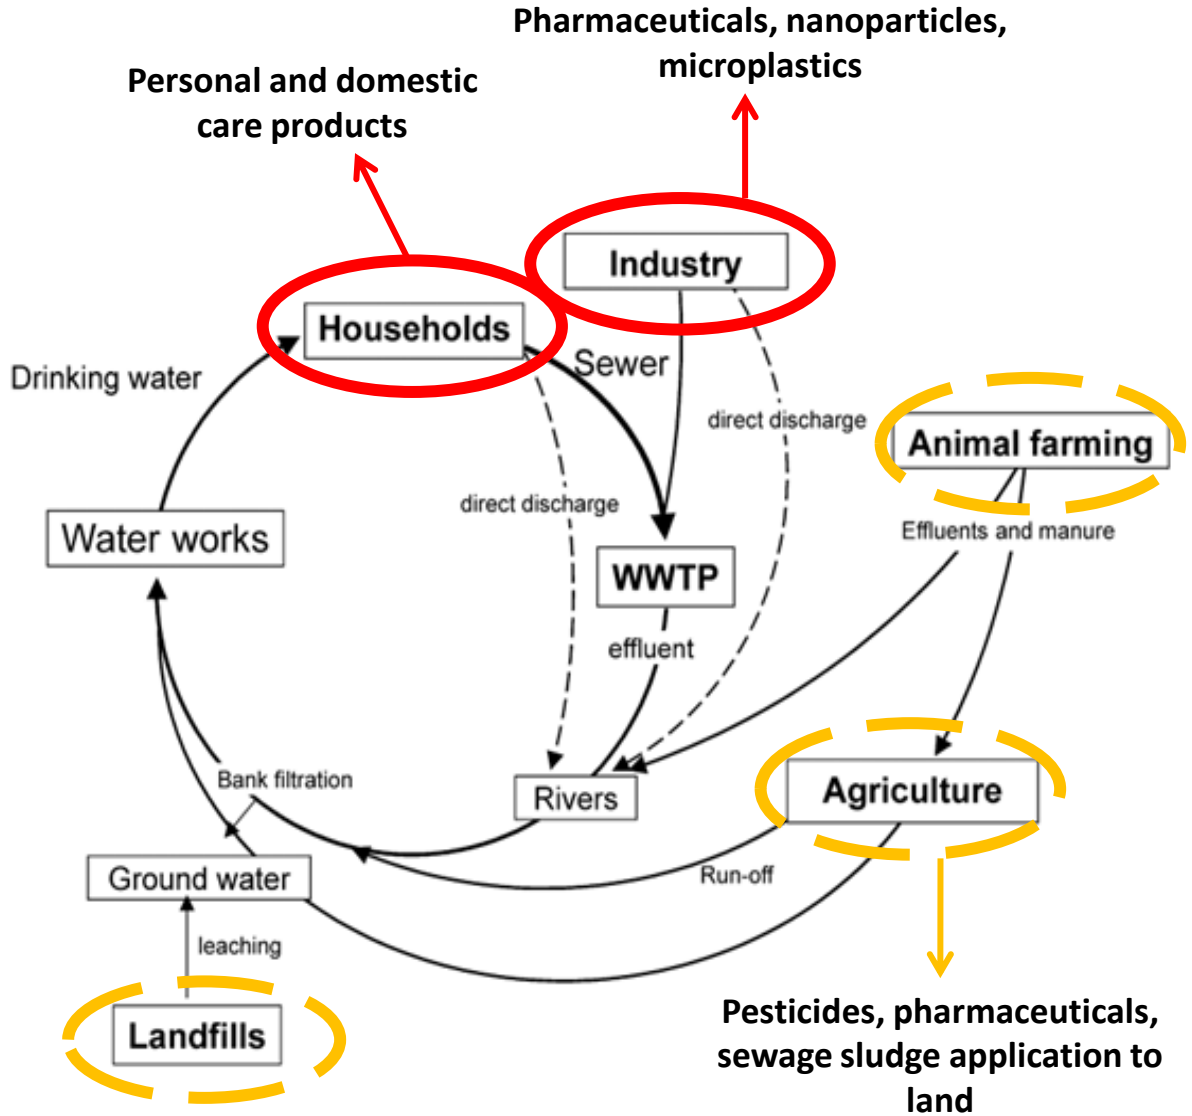 Pharmaceuticals, nanoparticles,
microplastics
Personal and domestic
care products
Industry
Households
Sewer
Drinking water
direct discharge
Animal farming
direct discharge
Effluents and manure
Water works
WWTP
effluent
Bank filtration
Rivers
Agriculture
Ground water
Run-off
leaching
Landfills
Pesticides, pharmaceuticals,
sewage sludge application to
land